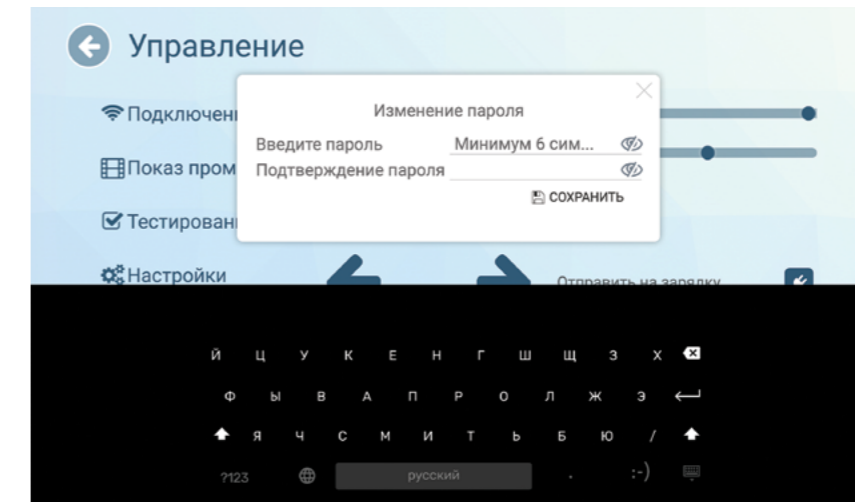 Управление
Изменение пароля
Подключен
Введите пароль Минимум 6 сим...
Показ пром
Подтверждение пароля
СОХРАНИТЬ
Тестирован
Настройки
Отправить на зарядку
й ц у к е н г ш щ з х
ф ы в а п р о л ж э
я ч с м и т ь б ю /
?123 русский . :-)